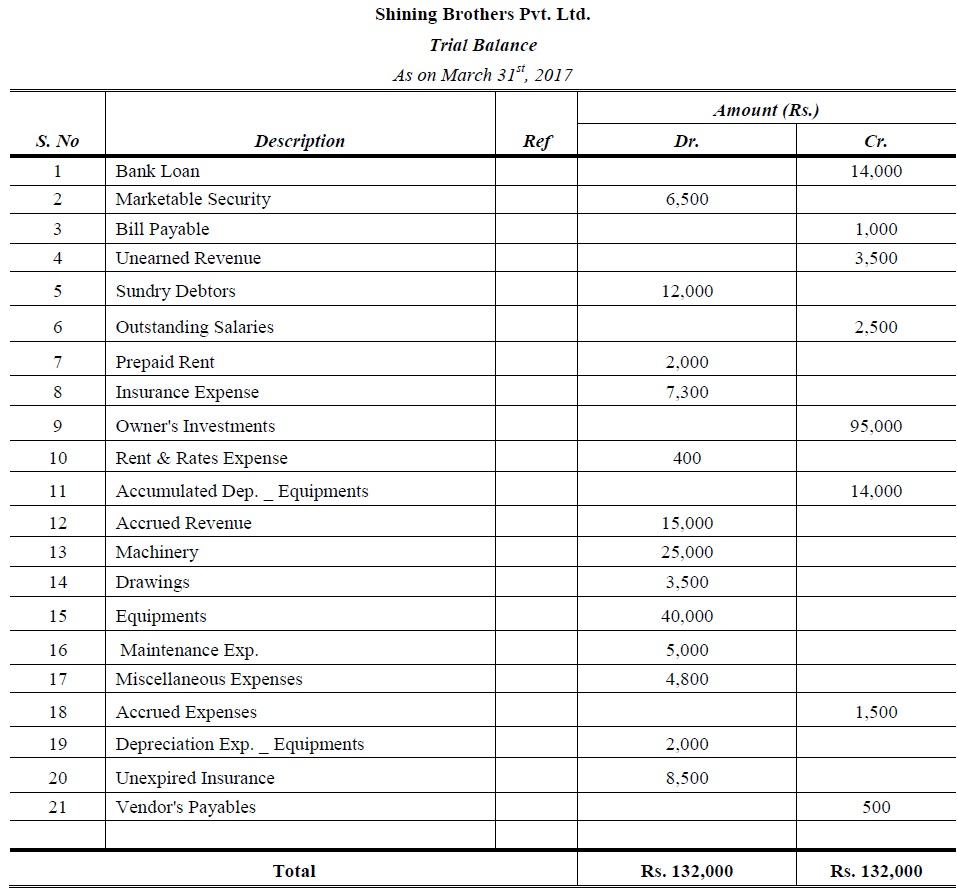 Shining Brothers Pvt. Ltd.
Trial Balance
As on March 31st, 2017
Amount (Rs.)
S. No Description Ref Dr. Cr.
1 Bank Loan 14,000
2 Marketable Security 6,500
3 Bill Payable 1,000
4 Unearned Revenue 3,500
5 Sundry Debtors 12,000
6 Outstanding Salaries 2,500
7 Prepaid Rent 2,000
8 Insurance Expense 7,300
9 Owner's Investments 95,000
10 Rent & Rates Expense 400
11 Accumulated Dep. _ Equipments 14,000
12 Accrued Revenue 15,000
13 Machinery 25,000
14 Drawings 3,500
15 Equipments 40,000
16 Maintenance Exp. 5,000
17 Miscellaneous Expenses 4,800
18 Accrued Expenses 1,500
19 Depreciation Exp. _ Equipments 2,000
20 Unexpired Insurance 8,500
21 Vendor's Payables 500
Total Rs. 132,000 Rs. 132,000